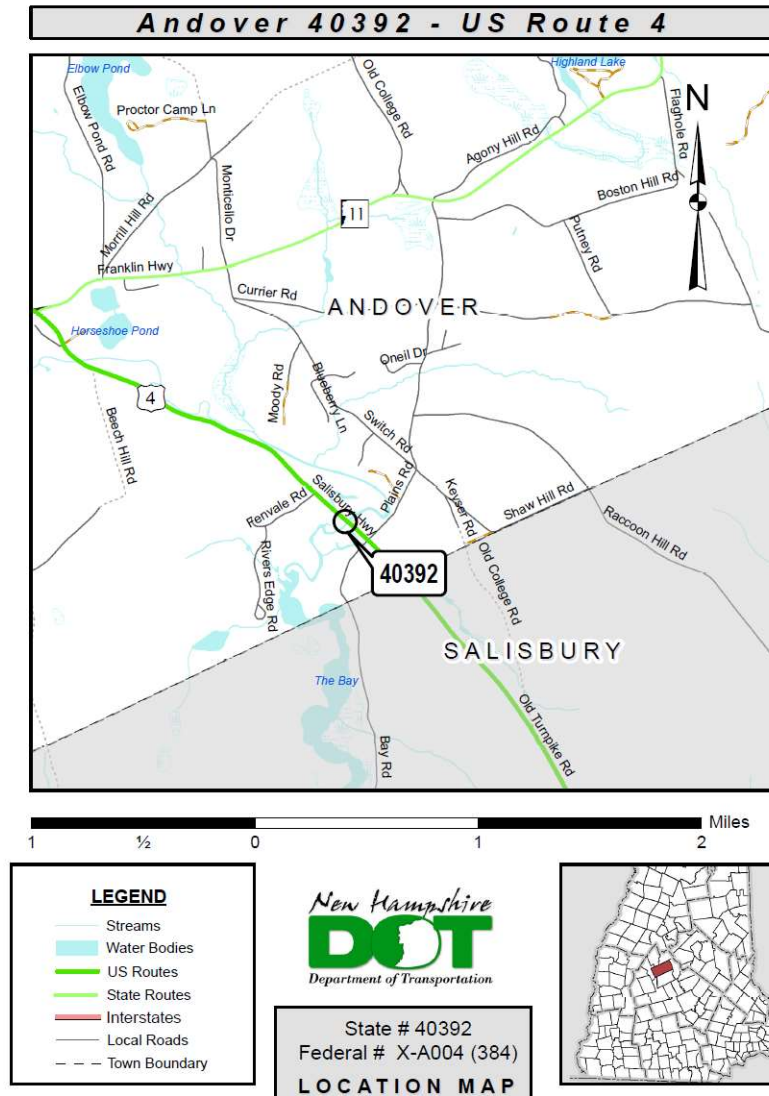 Andover 40392 - US Route 4
Elbow Pond
Highland Lake
Proctor Camp Ln
Elbow Pond Rd
Old College Rd
Flaghole Rd
N
Agony Hill Rd
Monticello Dr
Boston Hill Rd
Morrill Hill Rd
11
Putney Rd
Franklin Hwy
Currier Rd
ANDOVER
Horseshoe Pond
Oneil Dr
Blueberry Ln
Moody Rd
4
Beech Hill Rd
Switch Rd
Plains Rd
Keyser Rd
Salisbury Hwy
Shaw Hill Rd
Fenvale Rd
Raccoon Hill Rd
Rivers Edge Rd
40392
Old College Rd
SALISBURY
The Bay
Old Turnpike Rd
Bay Rd
1 ½ 0 1 2 Miles
LEGEND
Streams
Water Bodies
US Routes
State Routes
Interstates
Local Roads
Town Boundary
New Hampshire
DOT
Department of Transportation
State # 40392
Federal # X-A004 (384)
LOCATION MAP